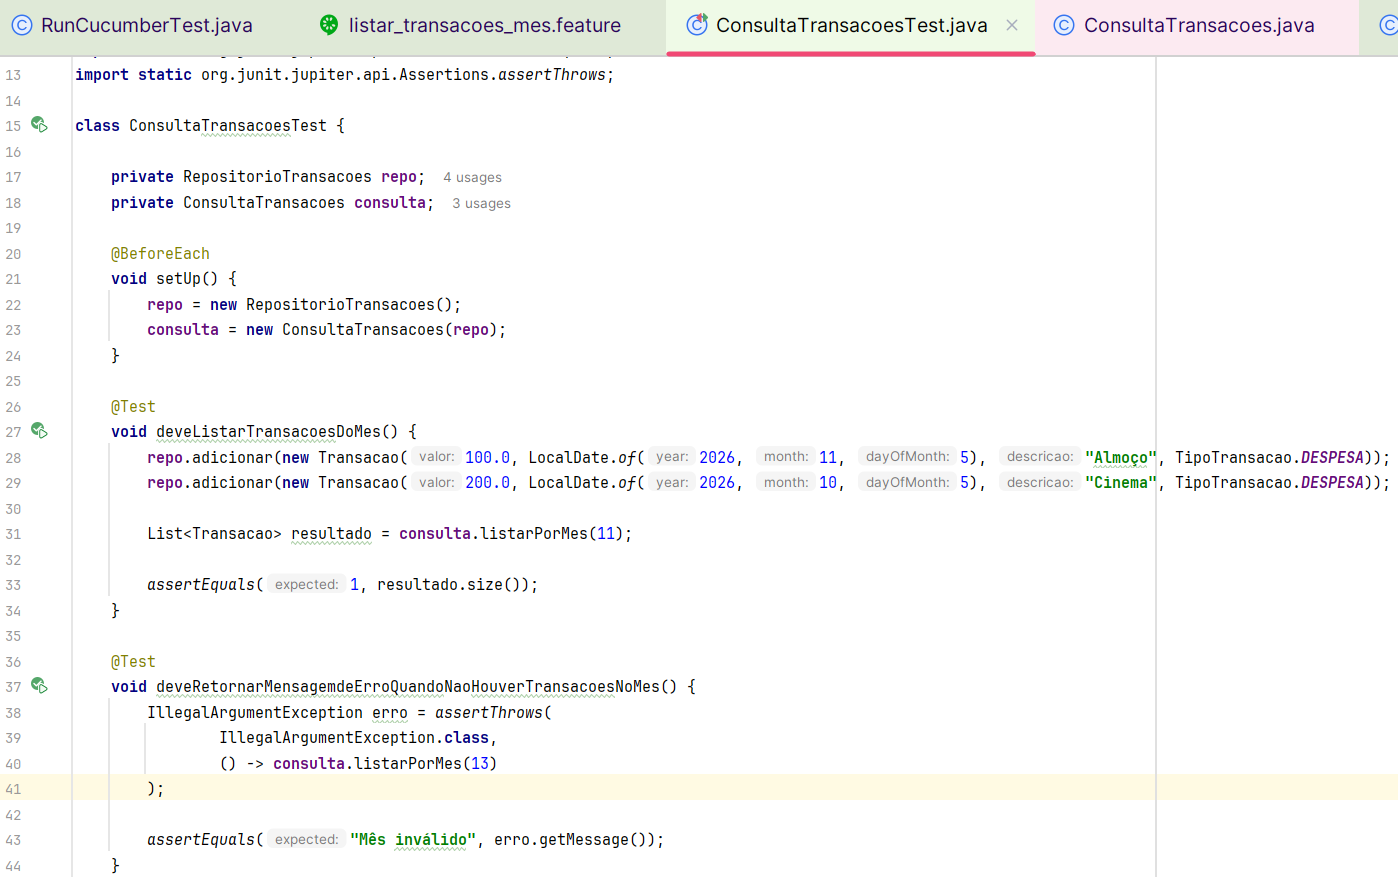 RunCucumberTest.java listar_transacoes_mes.feature ConsultaTransacoesTest.java ConsultaTransacoes.java
13 import static org.junit.jupiter.api.Assertions.assertThrows;
14
15 class ConsultaTransacoesTest {
16
17 private RepositorioTransacoes repo; 4 usages
18 private ConsultaTransacoes consulta; 3 usages
19
20 @BeforeEach
21 void setUp() {
22 repo = new RepositorioTransacoes();
23 consulta = new ConsultaTransacoes(repo);
24 }
25
26 @Test
27 void deveListarTransacoesDoMes() {
28 repo.adicionar(new Transacao( valor: 100.0, LocalDate.of( year: 2026, month: 11, dayOfMonth: 5), descricao: "Almoço", TipoTransacao.DESPESA));
29 repo.adicionar(new Transacao( valor: 200.0, LocalDate.of( year: 2026, month: 10, dayOfMonth: 5), descricao: "Cinema", TipoTransacao.DESPESA));
30
31 List<Transacao> resultado = consulta.listarPorMes(11);
32
33 assertEquals( expected: 1, resultado.size());
34 }
35
36 @Test
37 void deveRetornarMensagemdeErroQuandoNaoHouverTransacoesNoMes() {
38 IllegalArgumentException erro = assertThrows(
39 IllegalArgumentException.class,
40 () -> consulta.listarPorMes(13)
41 );
42
43 assertEquals( expected: "Mês inválido", erro.getMessage());
44 }